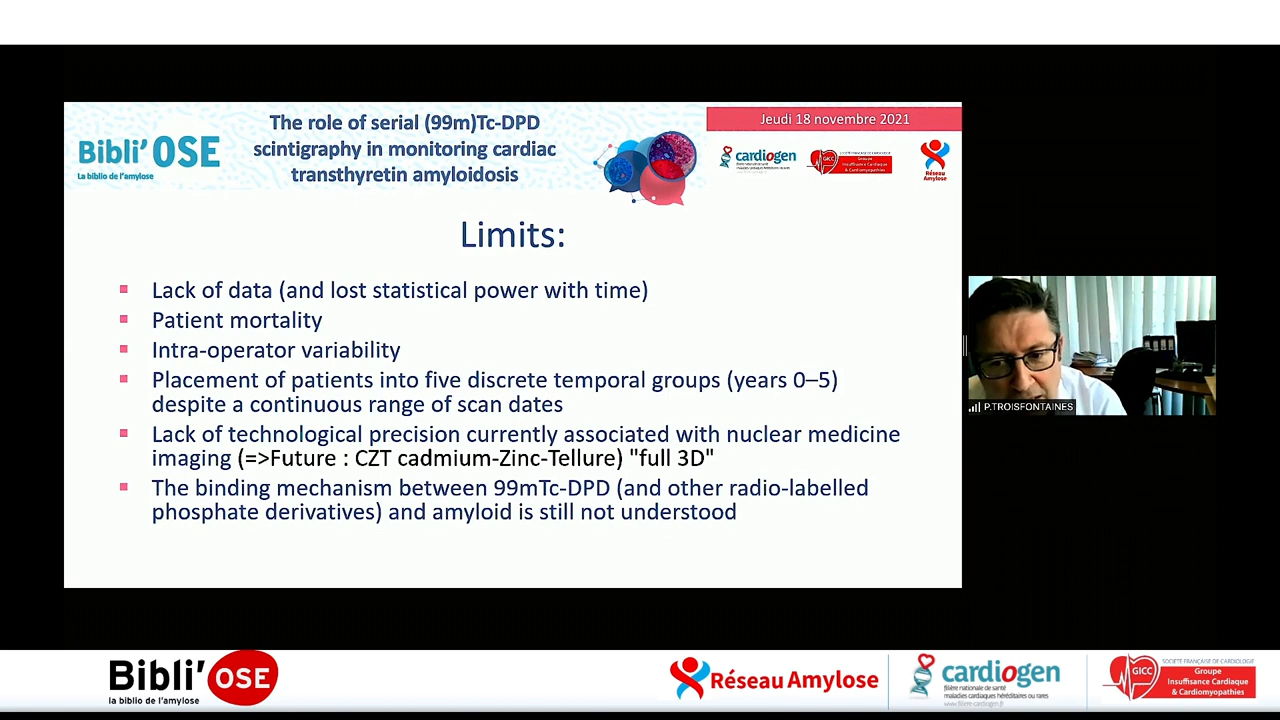 Bibli'OSE
La biblio de l'amylose
The role of serial (99m)Tc-DPD
scintigraphy in monitoring cardiac
transthyretin amyloidosis
Jeudi 18 novembre 2021
cardiogen
GICC
Groupe
Insuffisance Cardiaque
& Cardiomyopathies
Réseau
Amylose
Limits:
Lack of data (and lost statistical power with time)
Patient mortality
Intra-operator variability
Placement of patients into five discrete temporal groups (years 0–5)
despite a continuous range of scan dates
Lack of technological precision currently associated with nuclear medicine
imaging (=>Future : CZT cadmium-Zinc-Tellure) "full 3D"
The binding mechanism between 99mTc-DPD (and other radio-labelled
phosphate derivatives) and amyloid is still not understood
P.TROISFONTAINES
Bibli'OSE
la biblio de l'amylose
Réseau Amylose
cardiogen
filière nationale de santé
maladies cardiaques héréditaires ou rares
www.filiere-cardiogen.fr
SOCIÉTÉ FRANÇAISE DE CARDIOLOGIE
GICC
Groupe
Insuffisance Cardiaque
& Cardiomyopathies